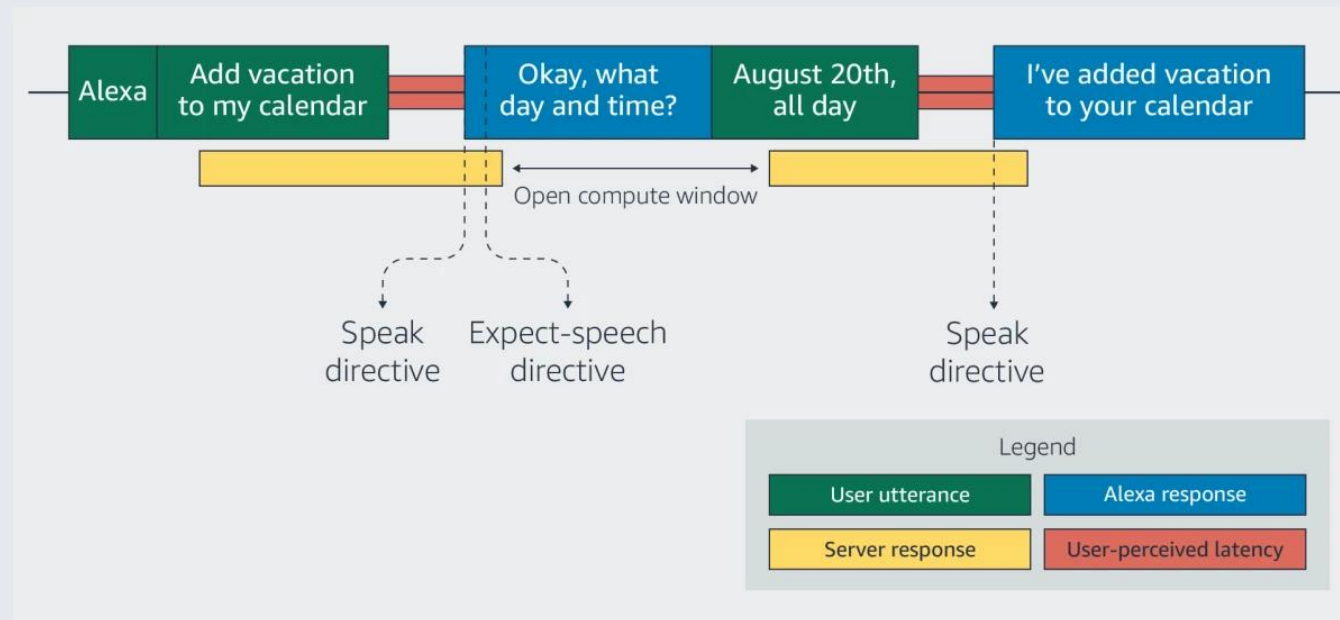 Alexa
Add vacation
to my calendar
Okay, what
day and time?
August 20th,
all day
I've added vacation
to your calendar
Open compute window
Speak
directive
Expect-speech
directive
Speak
directive
Legend
User utterance
Alexa response
Server response
User-perceived latency